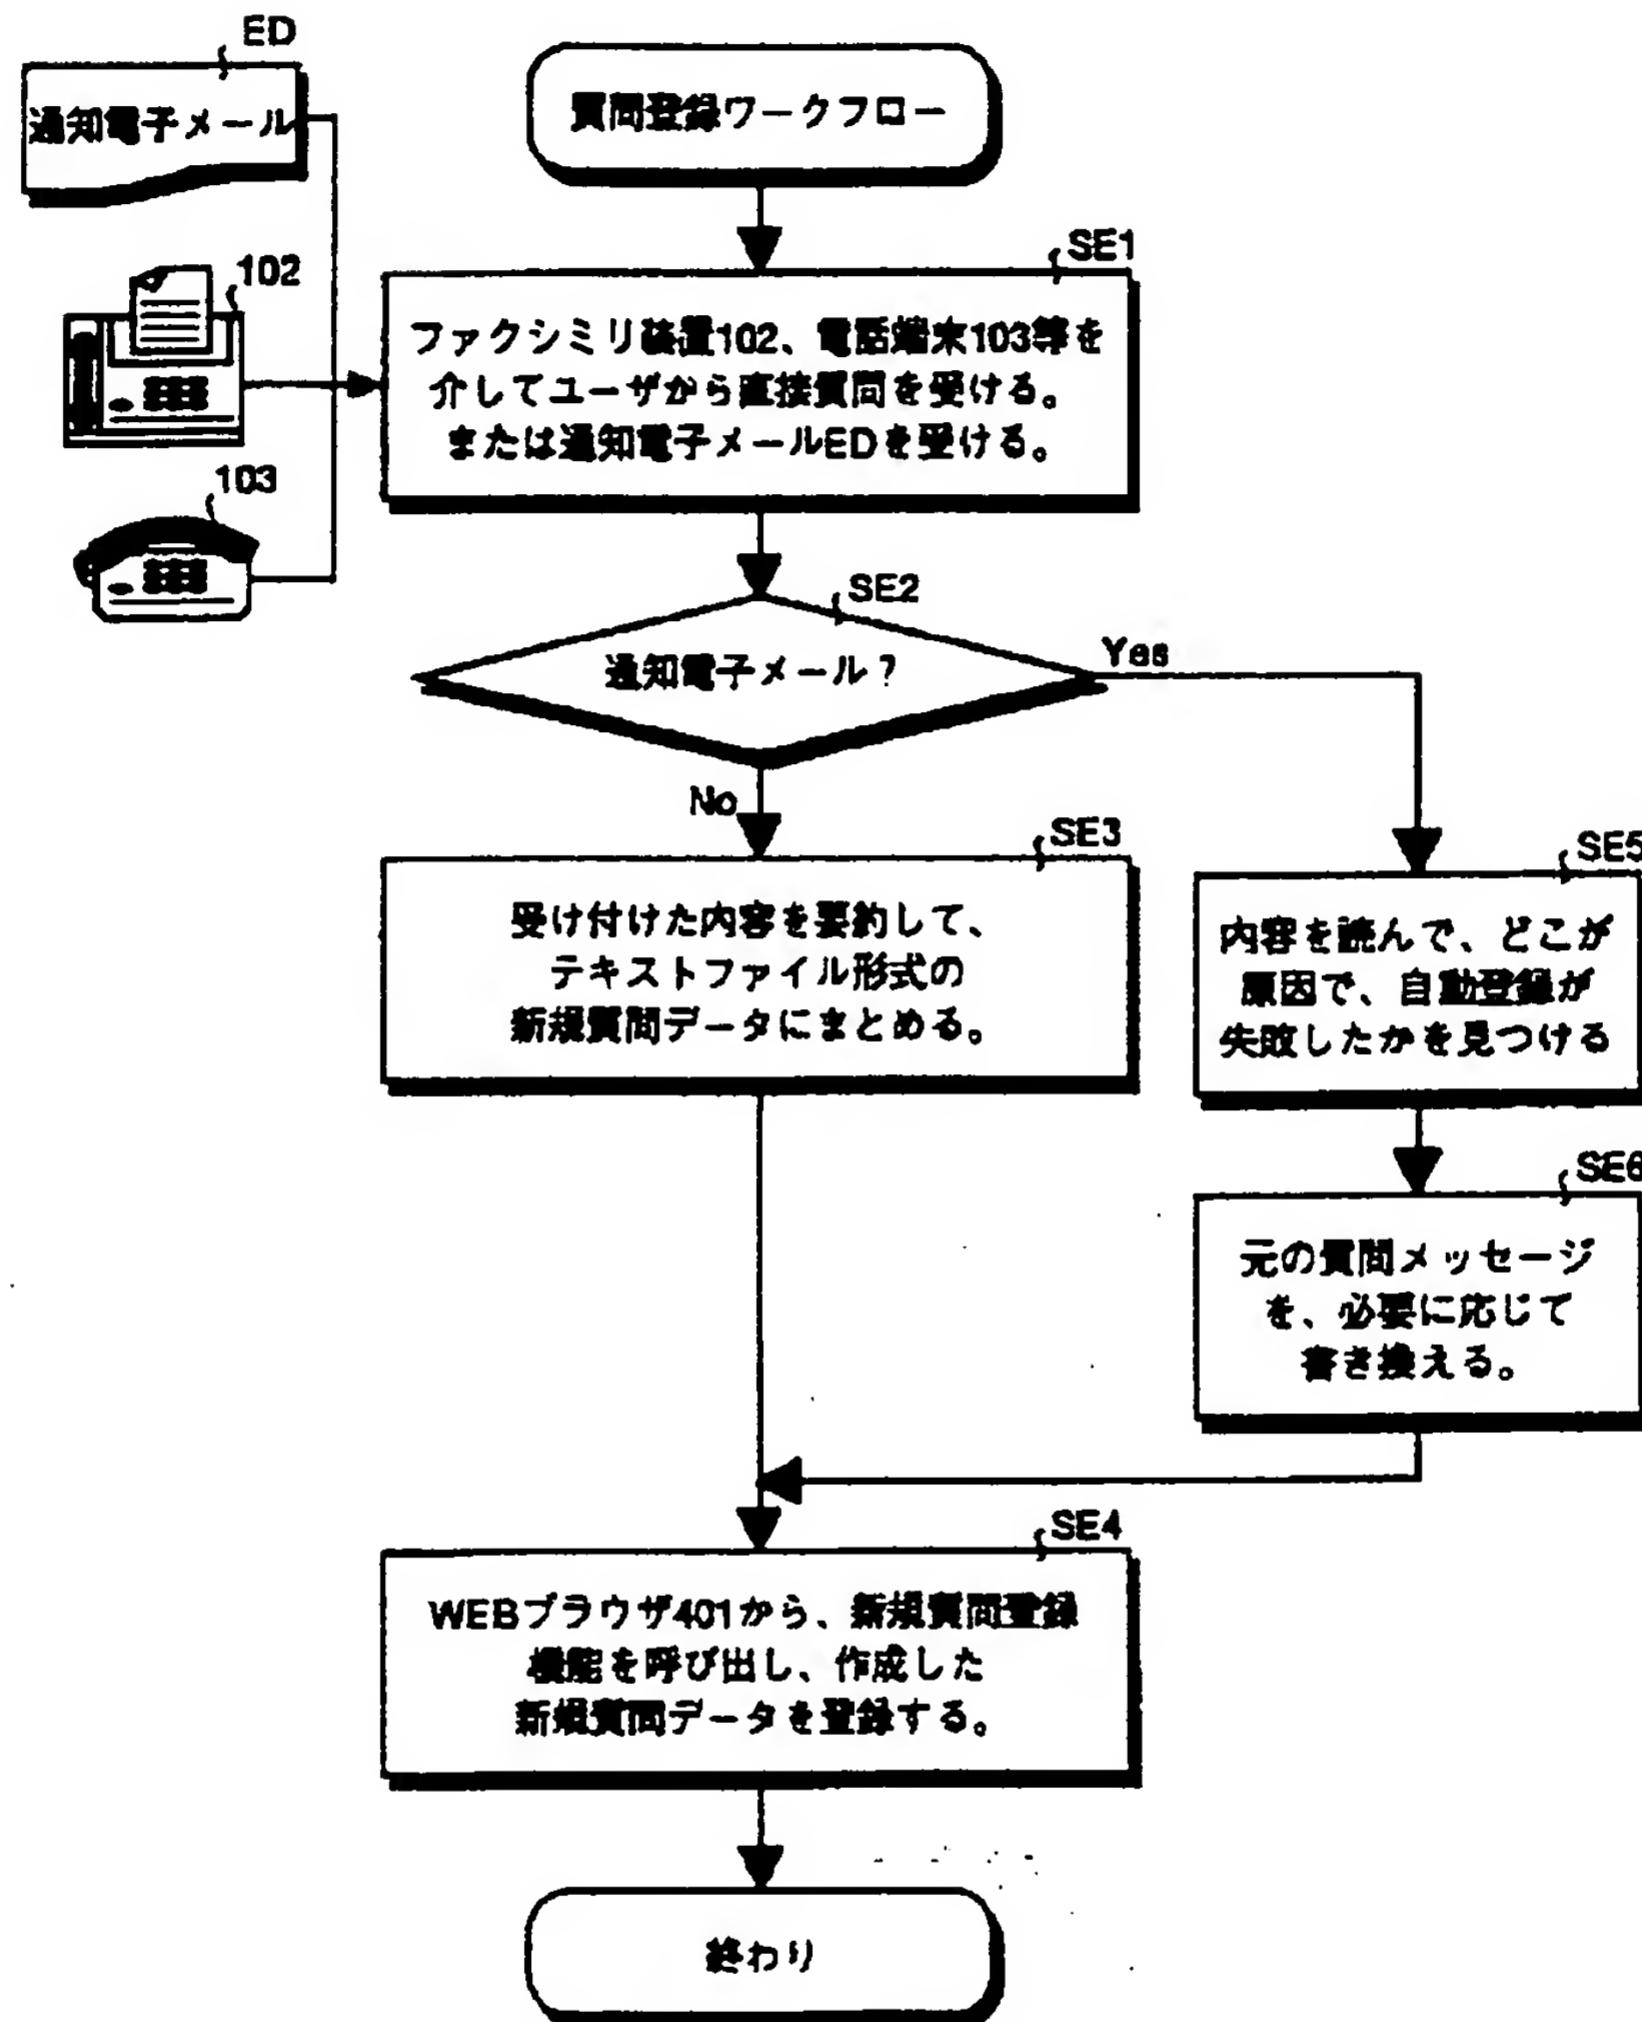 ED
通知電子メール
質問登録ワークフロー
102
103
SE1
ファクシミリ装置102、電話端末103等を
介してユーザから直接質問を受ける。
または通知電子メールEDを受ける。
SE2
通知電子メール？
Yes
No
SE3
受け付けた内容を要約して、
テキストファイル形式の
新規質問データにまとめる。
SE5
内容を読んで、どこが
原因で、自動登録が
失敗したかを見つける
SE6
元の質問メッセージ
を、必要に応じて
書き換える。
SE4
WEBブラウザ401から、新規質問登録
機能を呼び出し、作成した
新規質問データを登録する。
終わり